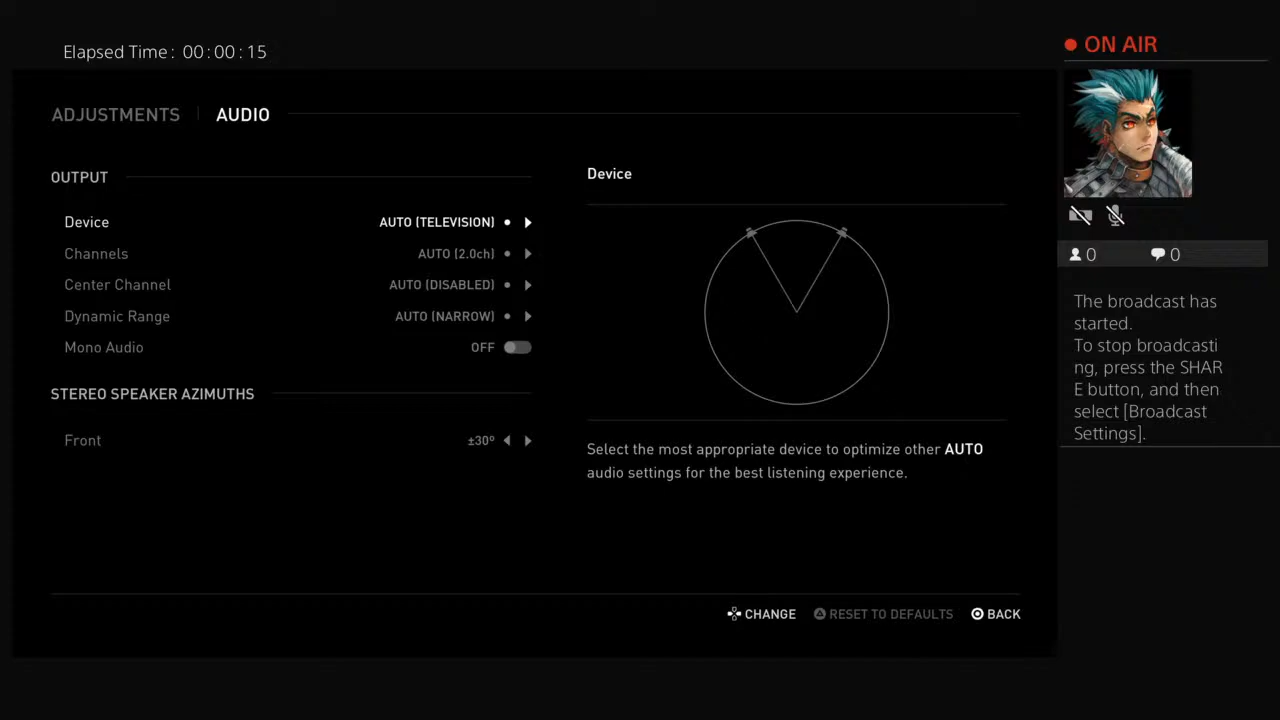 Elapsed Time: 00:00:15
ON AIR
ADJUSTMENTS | AUDIO
OUTPUT
Device AUTO (TELEVISION)
Channels AUTO (2.0ch)
Center Channel AUTO (DISABLED)
Dynamic Range AUTO (NARROW)
Mono Audio OFF
STEREO SPEAKER AZIMUTHS
Front ±30º
Device
Select the most appropriate device to optimize other AUTO
audio settings for the best listening experience.
CHANGE RESET TO DEFAULTS BACK
0 0
The broadcast has
started.
To stop broadcasti
ng, press the SHAR
E button, and then
select [Broadcast
Settings].